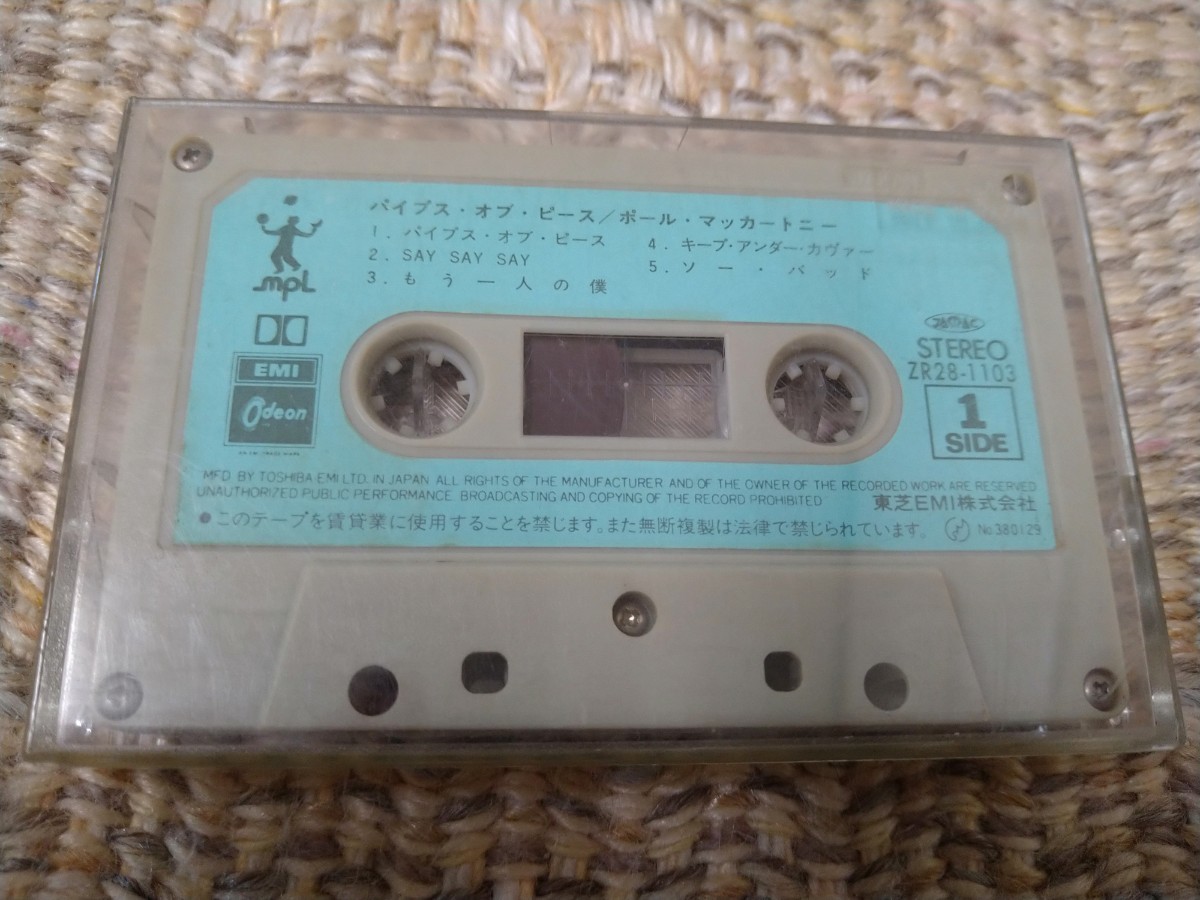 パイプス・オブ・ピース／ポール・マッカートニー
1. パイプス・オブ・ピース
2. SAY SAY SAY
3. もう一人の僕
4. キープ・アンダー・カヴァー
5. ソー・バッド
mpL
EMI
Odeon
STEREO
ZR28-1103
1
SIDE
MFD BY TOSHIBA EMI LTD. IN JAPAN ALL RIGHTS OF THE MANUFACTURER AND OF THE OWNER OF THE RECORDED WORK ARE RESERVED
UNAUTHORIZED PUBLIC PERFORMANCE BROADCASTING AND COPYING OF THE RECORD PROHIBITED
東芝EMI株式会社
●このテープを賃貸業に使用することを禁じます。また無断複製は法律で禁じられています。
No.380129